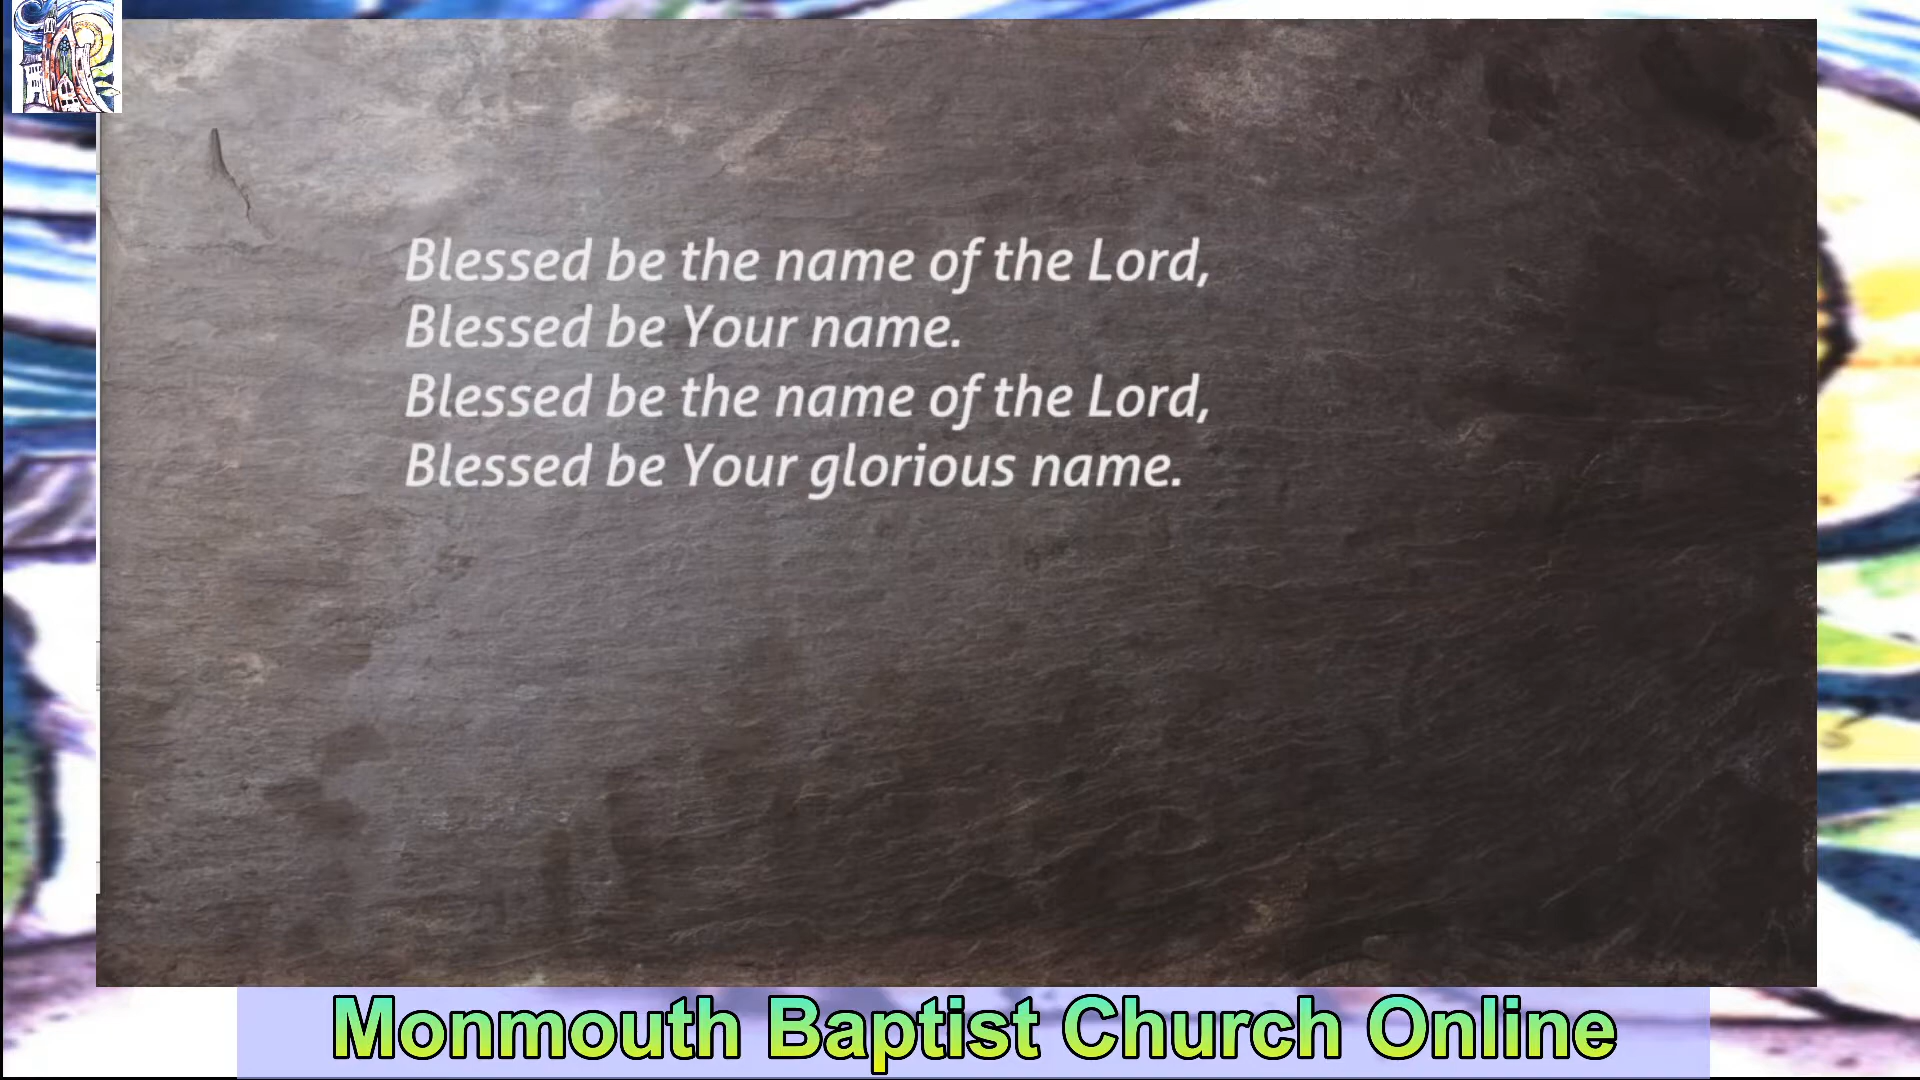 Blessed be the name of the Lord,
Blessed be Your name.
Blessed be the name of the Lord,
Blessed be Your glorious name.
Monmouth Baptist Church Online